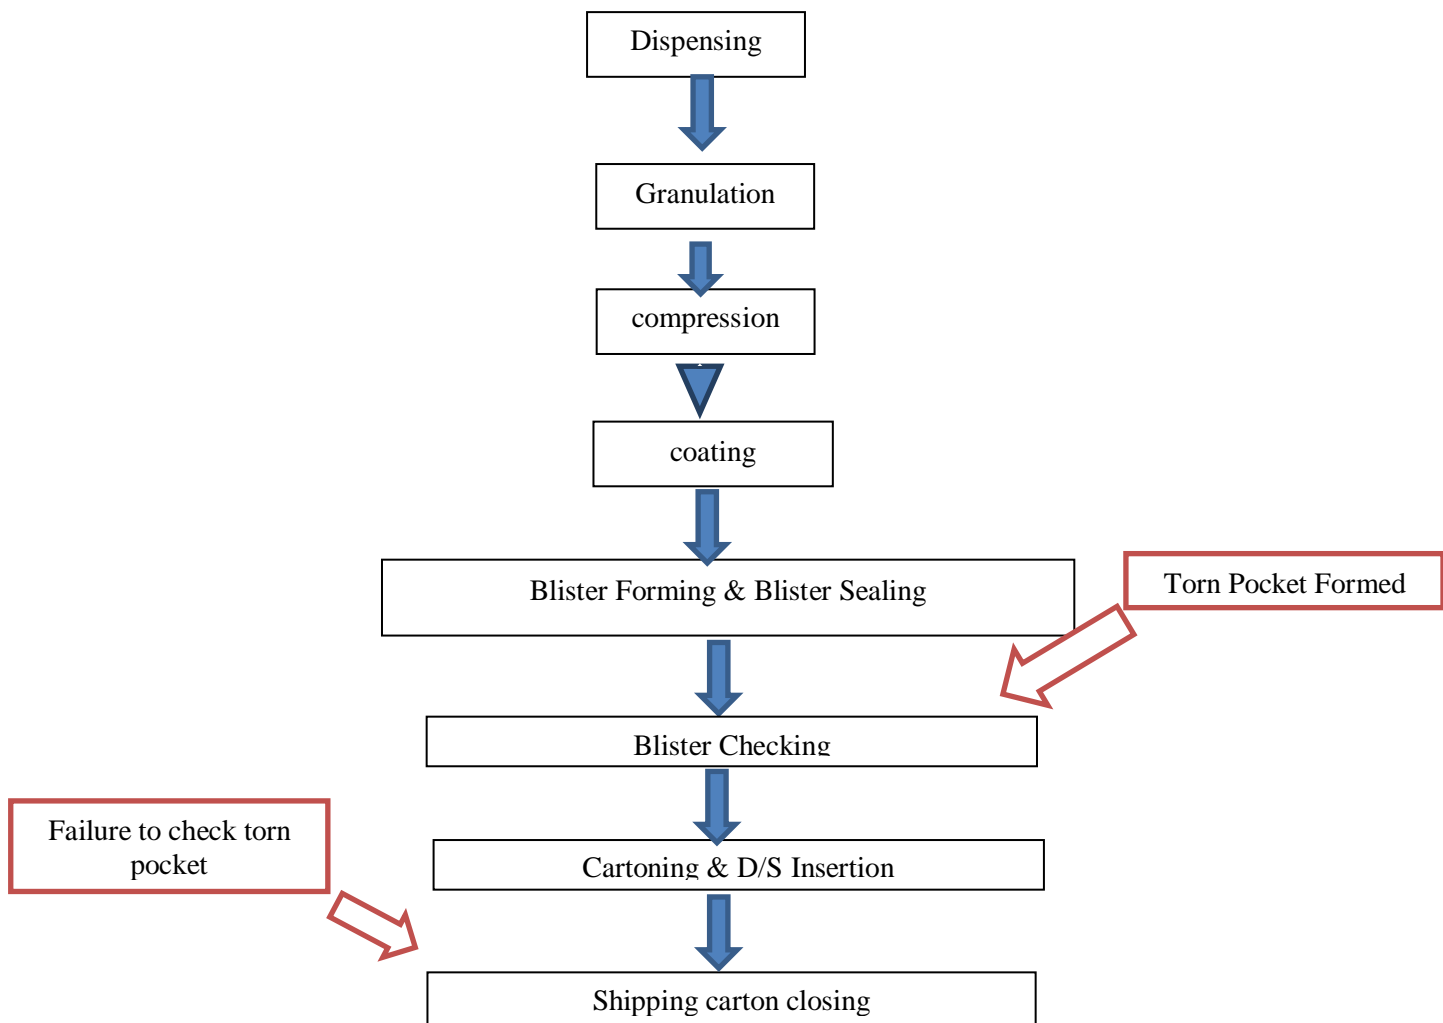 Dispensing
Granulation
compression
coating
Blister Forming & Blister Sealing
Torn Pocket Formed
Blister Checking
Failure to check torn
pocket
Cartoning & D/S Insertion
Shipping carton closing